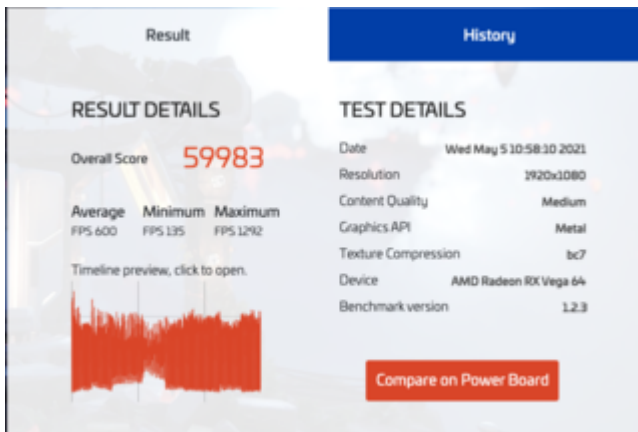 Result
History
RESULT DETAILS
Overall Score 59983
Average Minimum Maximum
FPS 600 FPS 135 FPS 1292
Timeline preview, click to open.
TEST DETAILS
Date Wed May 5 10:58:10 2021
Resolution 1920x1080
Content Quality Medium
Graphics API Metal
Texture Compression bc7
Device AMD Radeon RX Vega 64
Benchmark version 1.2.3
Compare on Power Board